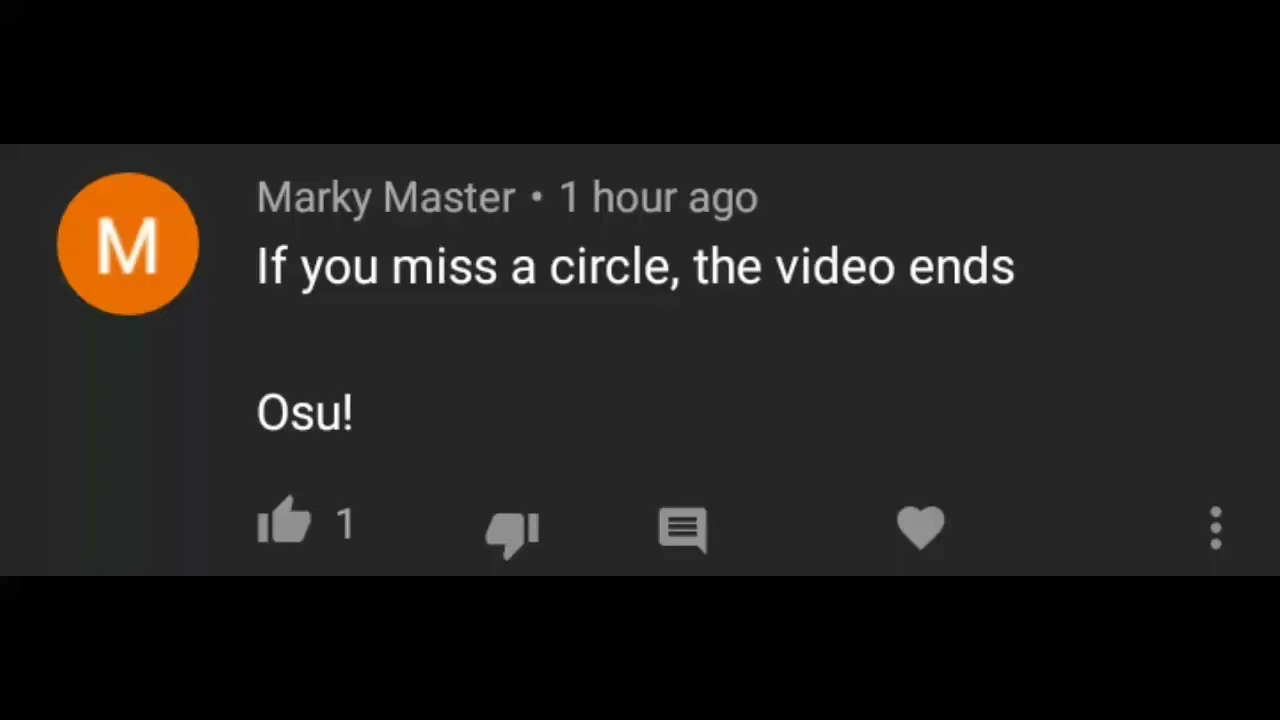 M
Marky Master • 1 hour ago
If you miss a circle, the video ends
Osu!
1